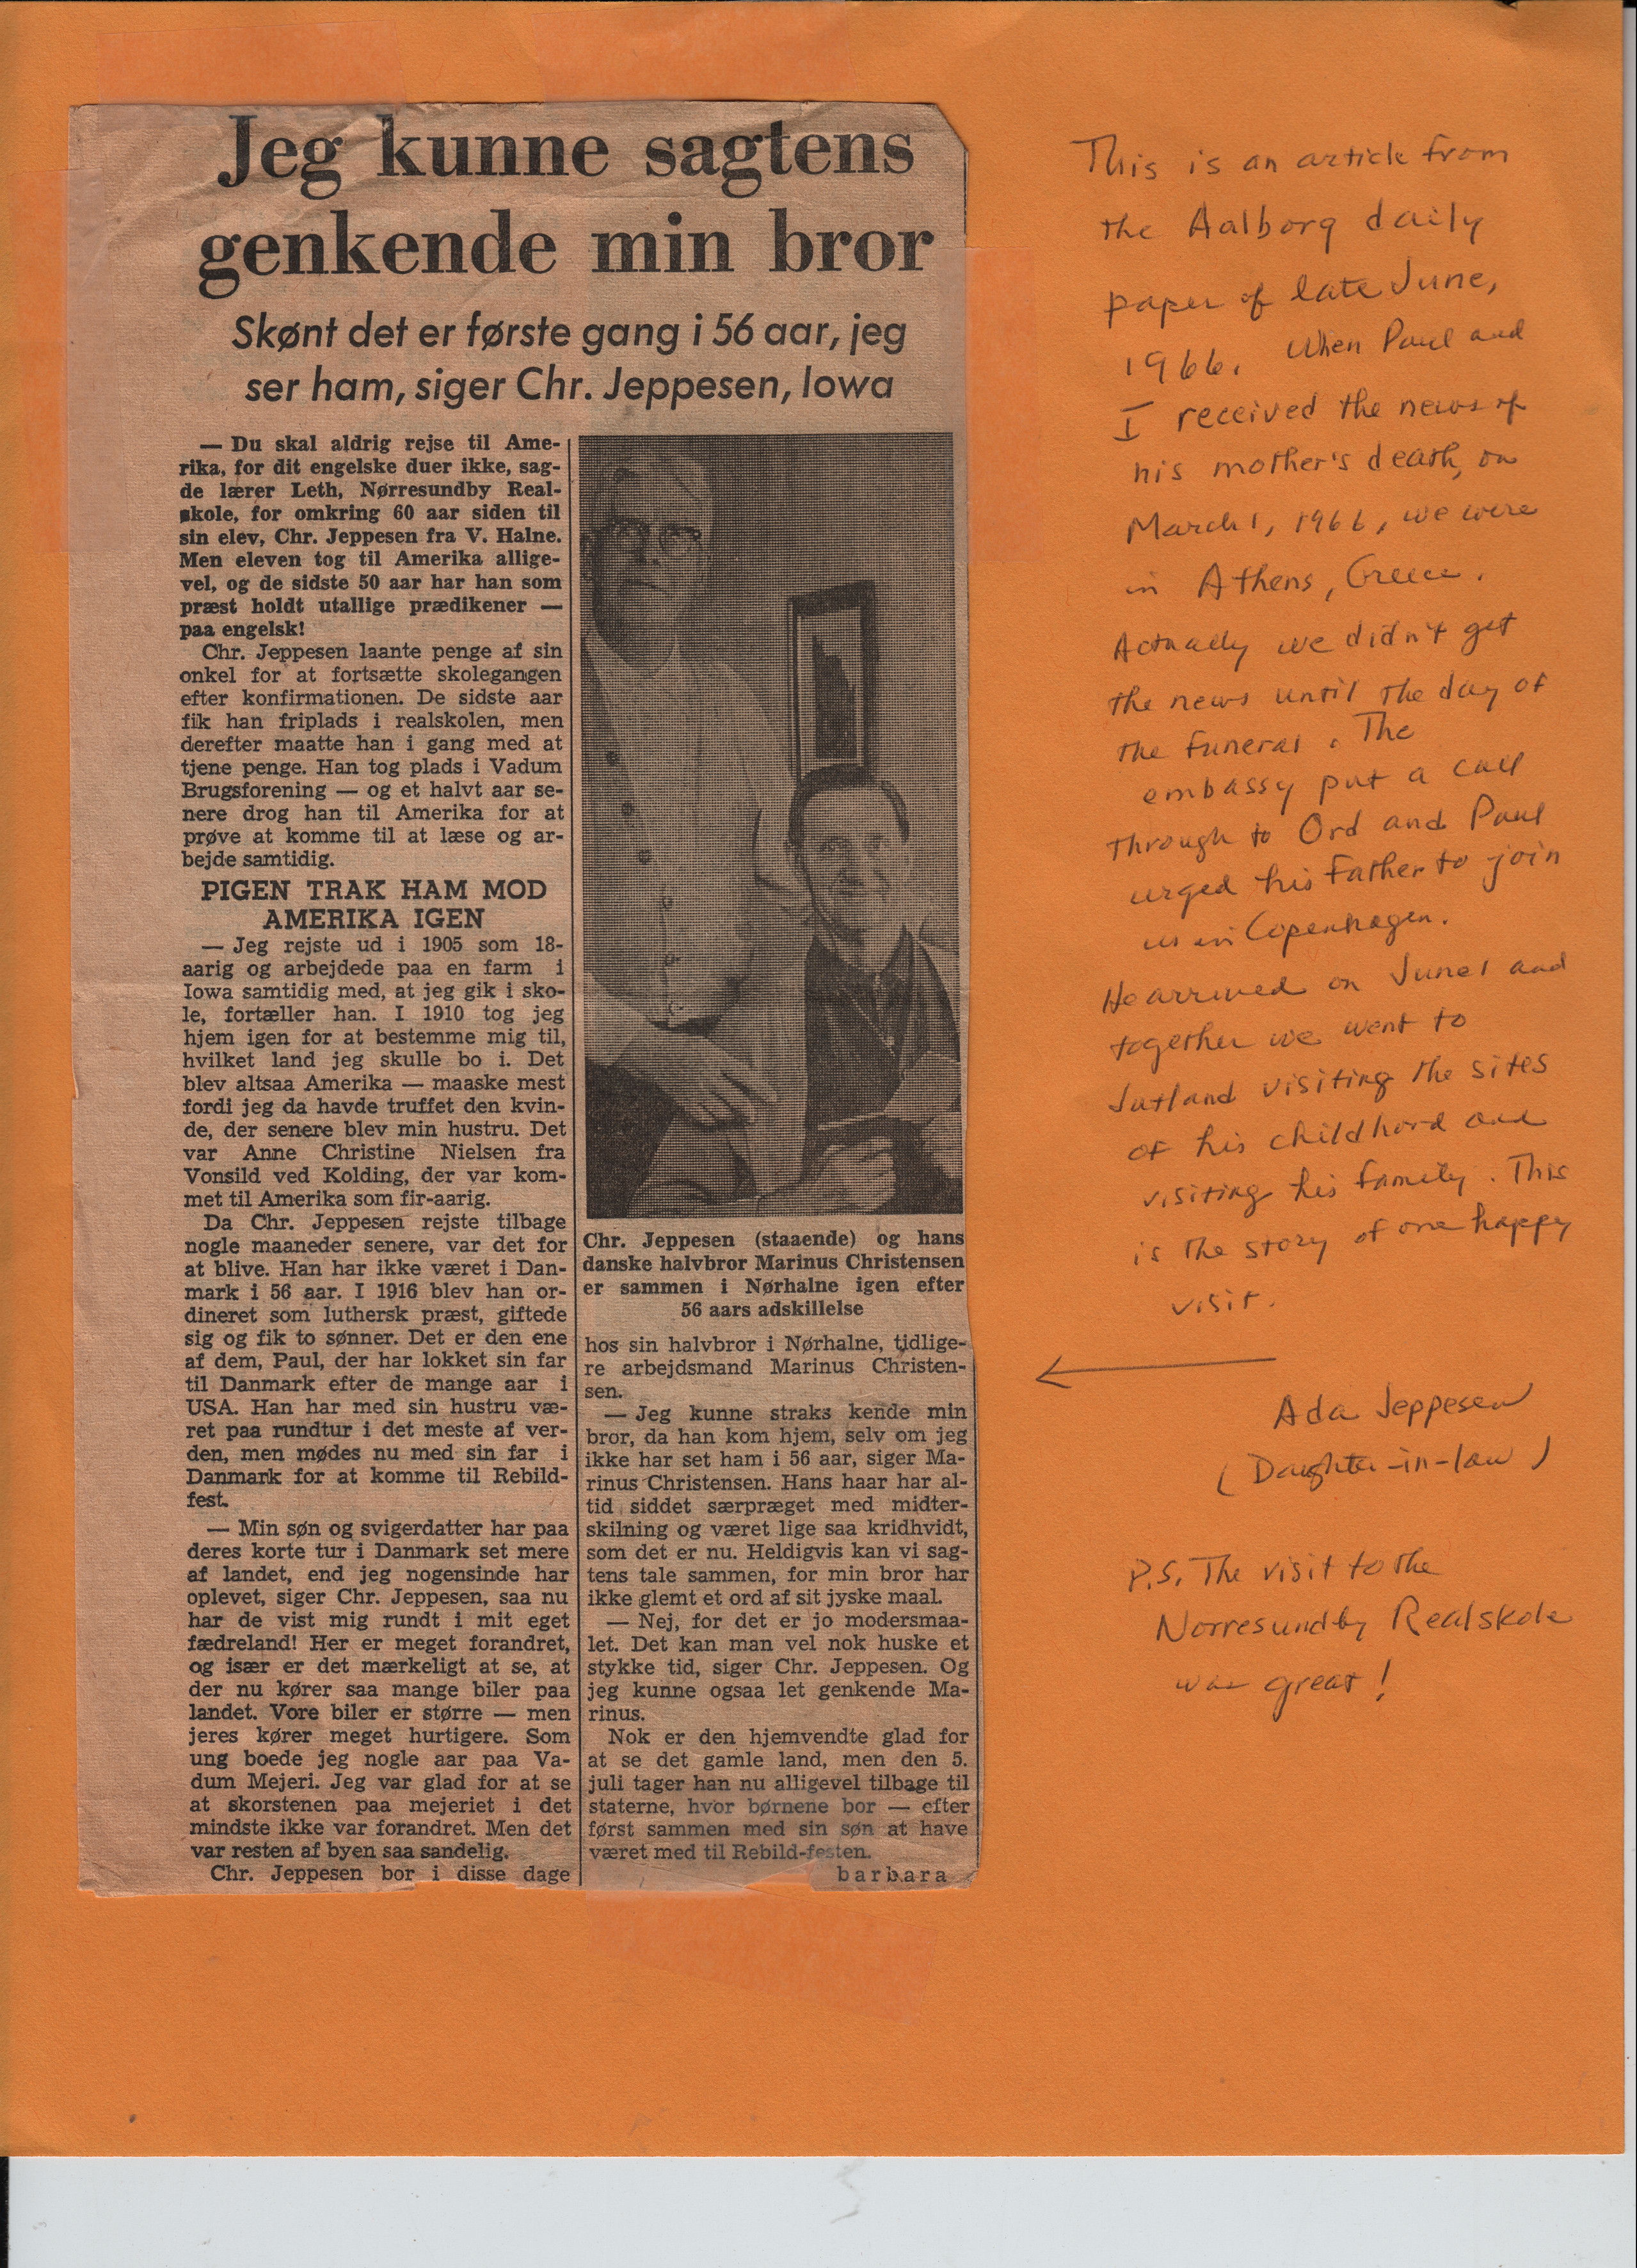 Jeg kunne sagtens
genkende min bror
Skønt det er første gang i 56 aar, jeg
ser ham, siger Chr. Jeppesen, Iowa
— Du skal aldrig rejse til Ame-
rika, for dit engelske duer ikke, sag-
de lærer Leth, Nørresundby Real-
skole, for omkring 60 aar siden til
sin elev, Chr. Jeppesen fra V. Halne.
Men eleven tog til Amerika allige-
vel, og de sidste 50 aar har han som
præst holdt utallige prædikener —
paa engelsk!
Chr. Jeppesen laante penge af sin
onkel for at fortsætte skolegangen
efter konfirmationen. De sidste aar
fik han friplads i realskolen, men
derefter maatte han i gang med at
tjene penge. Han tog plads i Vadum
Brugsforening — og et halvt aar se-
nere drog han til Amerika for at
prøve at komme til at læse og ar-
bejde samtidig.
PIGEN TRAK HAM MOD
AMERIKA IGEN
— Jeg rejste ud i 1905 som 18-
aarig og arbejdede paa en farm i
Iowa samtidig med, at jeg gik i sko-
le, fortæller han. I 1910 tog jeg
hjem igen for at bestemme mig til,
hvilket land jeg skulle bo i. Det
blev altsaa Amerika — maaske mest
fordi jeg da havde truffet den kvin-
de, der senere blev min hustru. Det
var Anne Christine Nielsen fra
Vonsild ved Kolding, der var kom-
met til Amerika som fir-aarig.
Da Chr. Jeppesen rejste tilbage
nogle maaneder senere, var det for
at blive. Han har ikke været i Dan-
mark i 56 aar. I 1916 blev han or-
dineret som luthersk præst, giftede
sig og fik to sønner. Det er den ene
af dem, Paul, der har lokket sin far
til Danmark efter de mange aar i
USA. Han har med sin hustru væ-
ret paa rundtur i det meste af ver-
den, men mødes nu med sin far i
Danmark for at komme til Rebild-
fest.
— Min søn og svigerdatter har paa
deres korte tur i Danmark set mere
af landet, end jeg nogensinde har
oplevet, siger Chr. Jeppesen, saa nu
har de vist mig rundt i mit eget
fædreland! Her er meget forandret,
og især er det mærkeligt at se, at
der nu kører saa mange biler paa
landet. Vore biler er større — men
jeres kører meget hurtigere. Som
ung boede jeg nogle aar paa Va-
dum Mejeri. Jeg var glad for at se
at skorstenen paa mejeriet i det
mindste ikke var forandret. Men det
var resten af byen saa sandelig.
Chr. Jeppesen bor i disse dage
Chr. Jeppesen (staaende) og hans
danske halvbror Marinus Christensen
er sammen i Nørhalne igen efter
56 aars adskillelse
hos sin halvbror i Nørhalne, tidlige-
re arbejdsmand Marinus Christen-
sen.
— Jeg kunne straks kende min
bror, da han kom hjem, selv om jeg
ikke har set ham i 56 aar, siger Ma-
rinus Christensen. Hans haar har al-
tid siddet særpræget med midter-
skilning og været lige saa kridhvidt,
som det er nu. Heldigvis kan vi sag-
tens tale sammen, for min bror har
ikke glemt et ord af sit jyske maal.
— Nej, for det er jo modersmaa-
let. Det kan man vel nok huske et
stykke tid, siger Chr. Jeppesen. Og
jeg kunne ogsaa let genkende Ma-
rinus.
Nok er den hjemvendte glad for
at se det gamle land, men den 5.
juli tager han nu alligevel tilbage til
staterne, hvor børnene bor — efter
først sammen med sin søn at have
været med til Rebild-festen.
barbara
This is an article from
the Aalborg daily
paper of late June,
1966. When Paul and
I received the news of
his mother's death, on
March 1, 1966, we were
in Athens, Greece.
Actually we didn't get
the news until the day of
the funeral. The
embassy put a call
through to Ord and Paul
urged his Father to join
us in Copenhagen.
He arrived on June 1 and
together we went to
Jutland visiting the sites
of his childhood and
visiting his family. This
is the story of one happy
visit.
Ada Jeppesen
(Daughter-in-law)
P.S. The visit to the
Norresundby Realskole
was great!